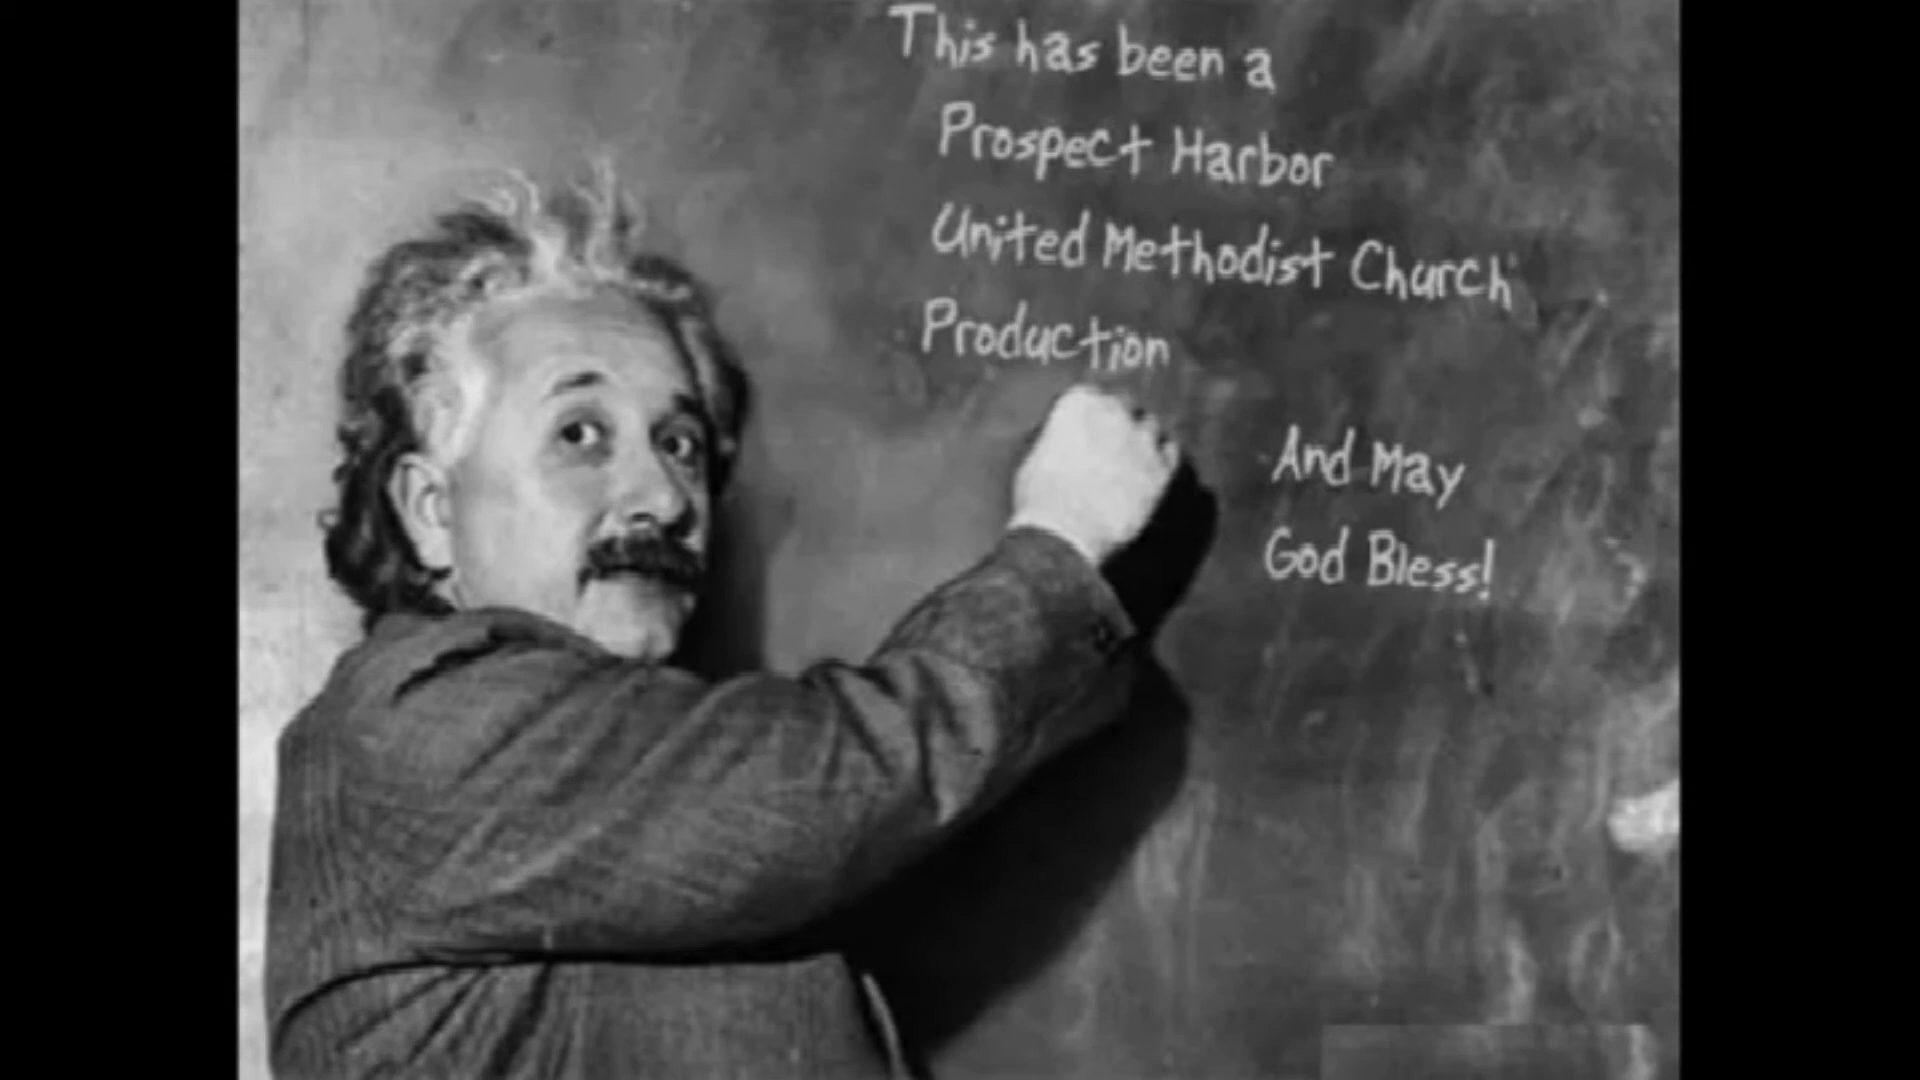 This has been a
Prospect Harbor
United Methodist Church
Production
And May
God Bless!